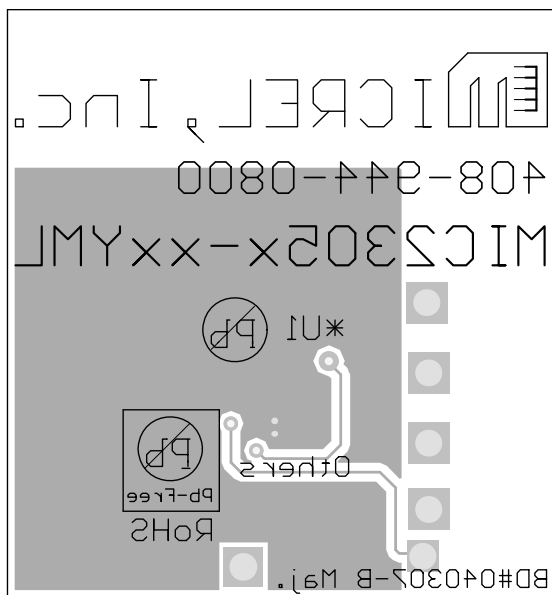 MICREL, Inc.
408-944-0800
MIC2305x-xxYML
*U1
Pb
Pb
Others
Pb-Free
RoHS
BD#040307-B Maj.